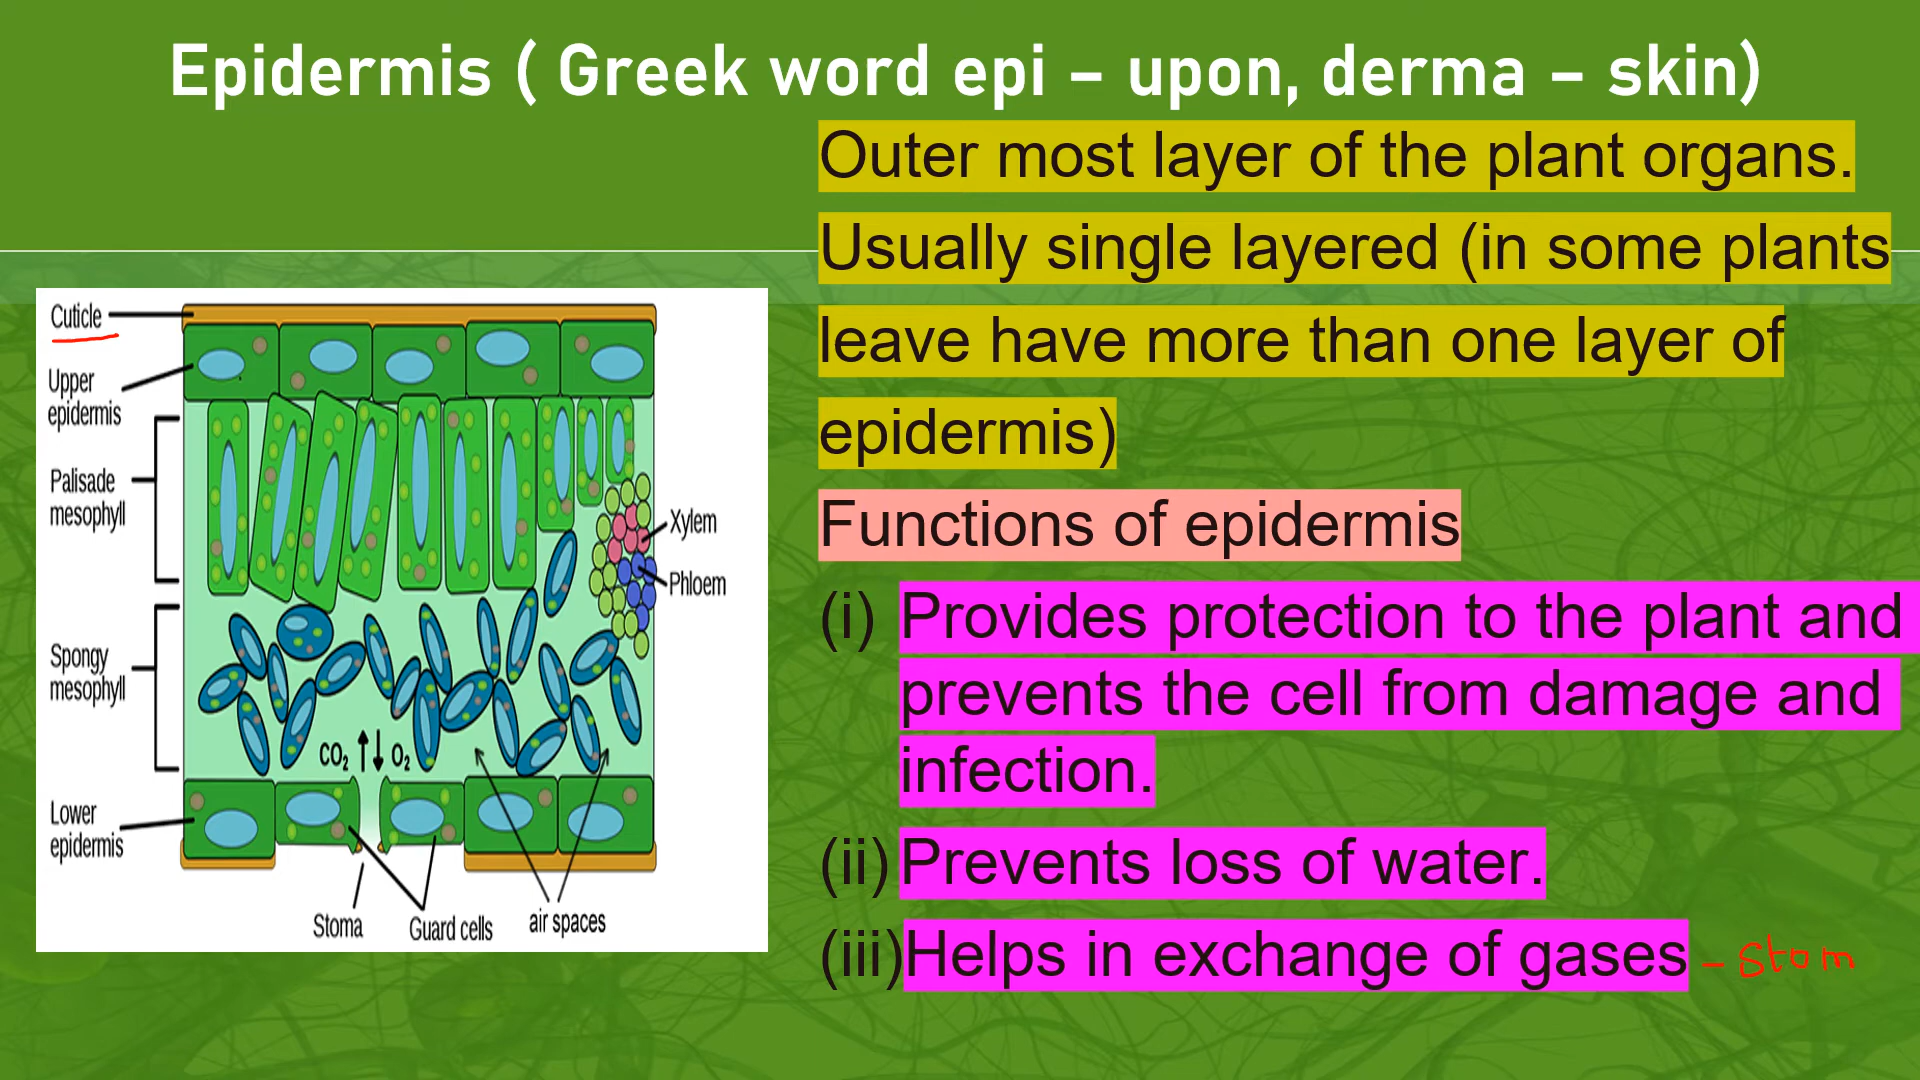 Epidermis ( Greek word epi – upon, derma – skin)
Outer most layer of the plant organs.
Usually single layered (in some plants
leave have more than one layer of
epidermis)
Functions of epidermis
(i) Provides protection to the plant and
prevents the cell from damage and
infection.
(ii) Prevents loss of water.
(iii) Helps in exchange of gases – stom
Cuticle
Upper
epidermis
Palisade
mesophyll
Xylem
Phloem
Spongy
mesophyll
CO₂ ↑↓ O₂
Lower
epidermis
Stoma
Guard cells
air spaces